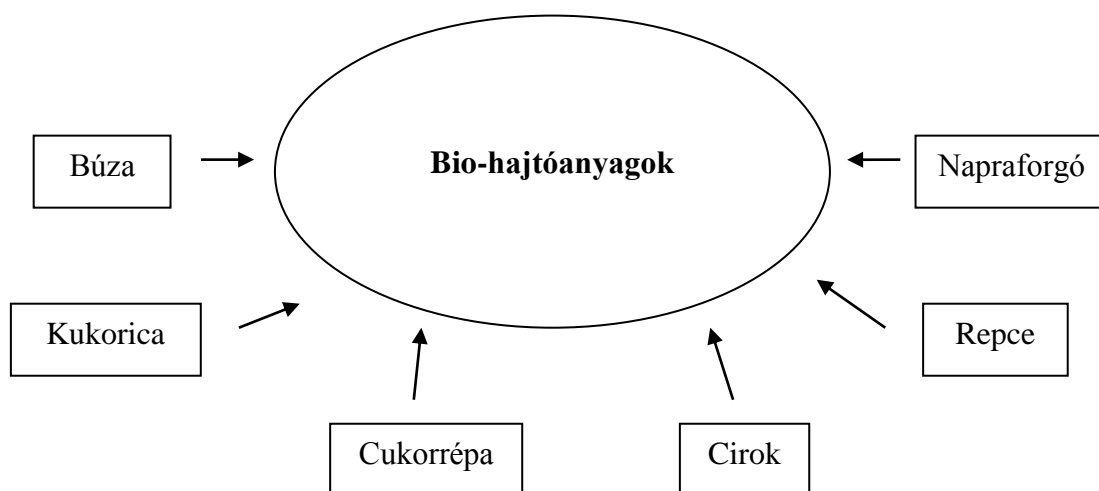 Bio-hajtóanyagok
Búza
Napraforgó
Kukorica
Repce
Cukorrépa
Cirok